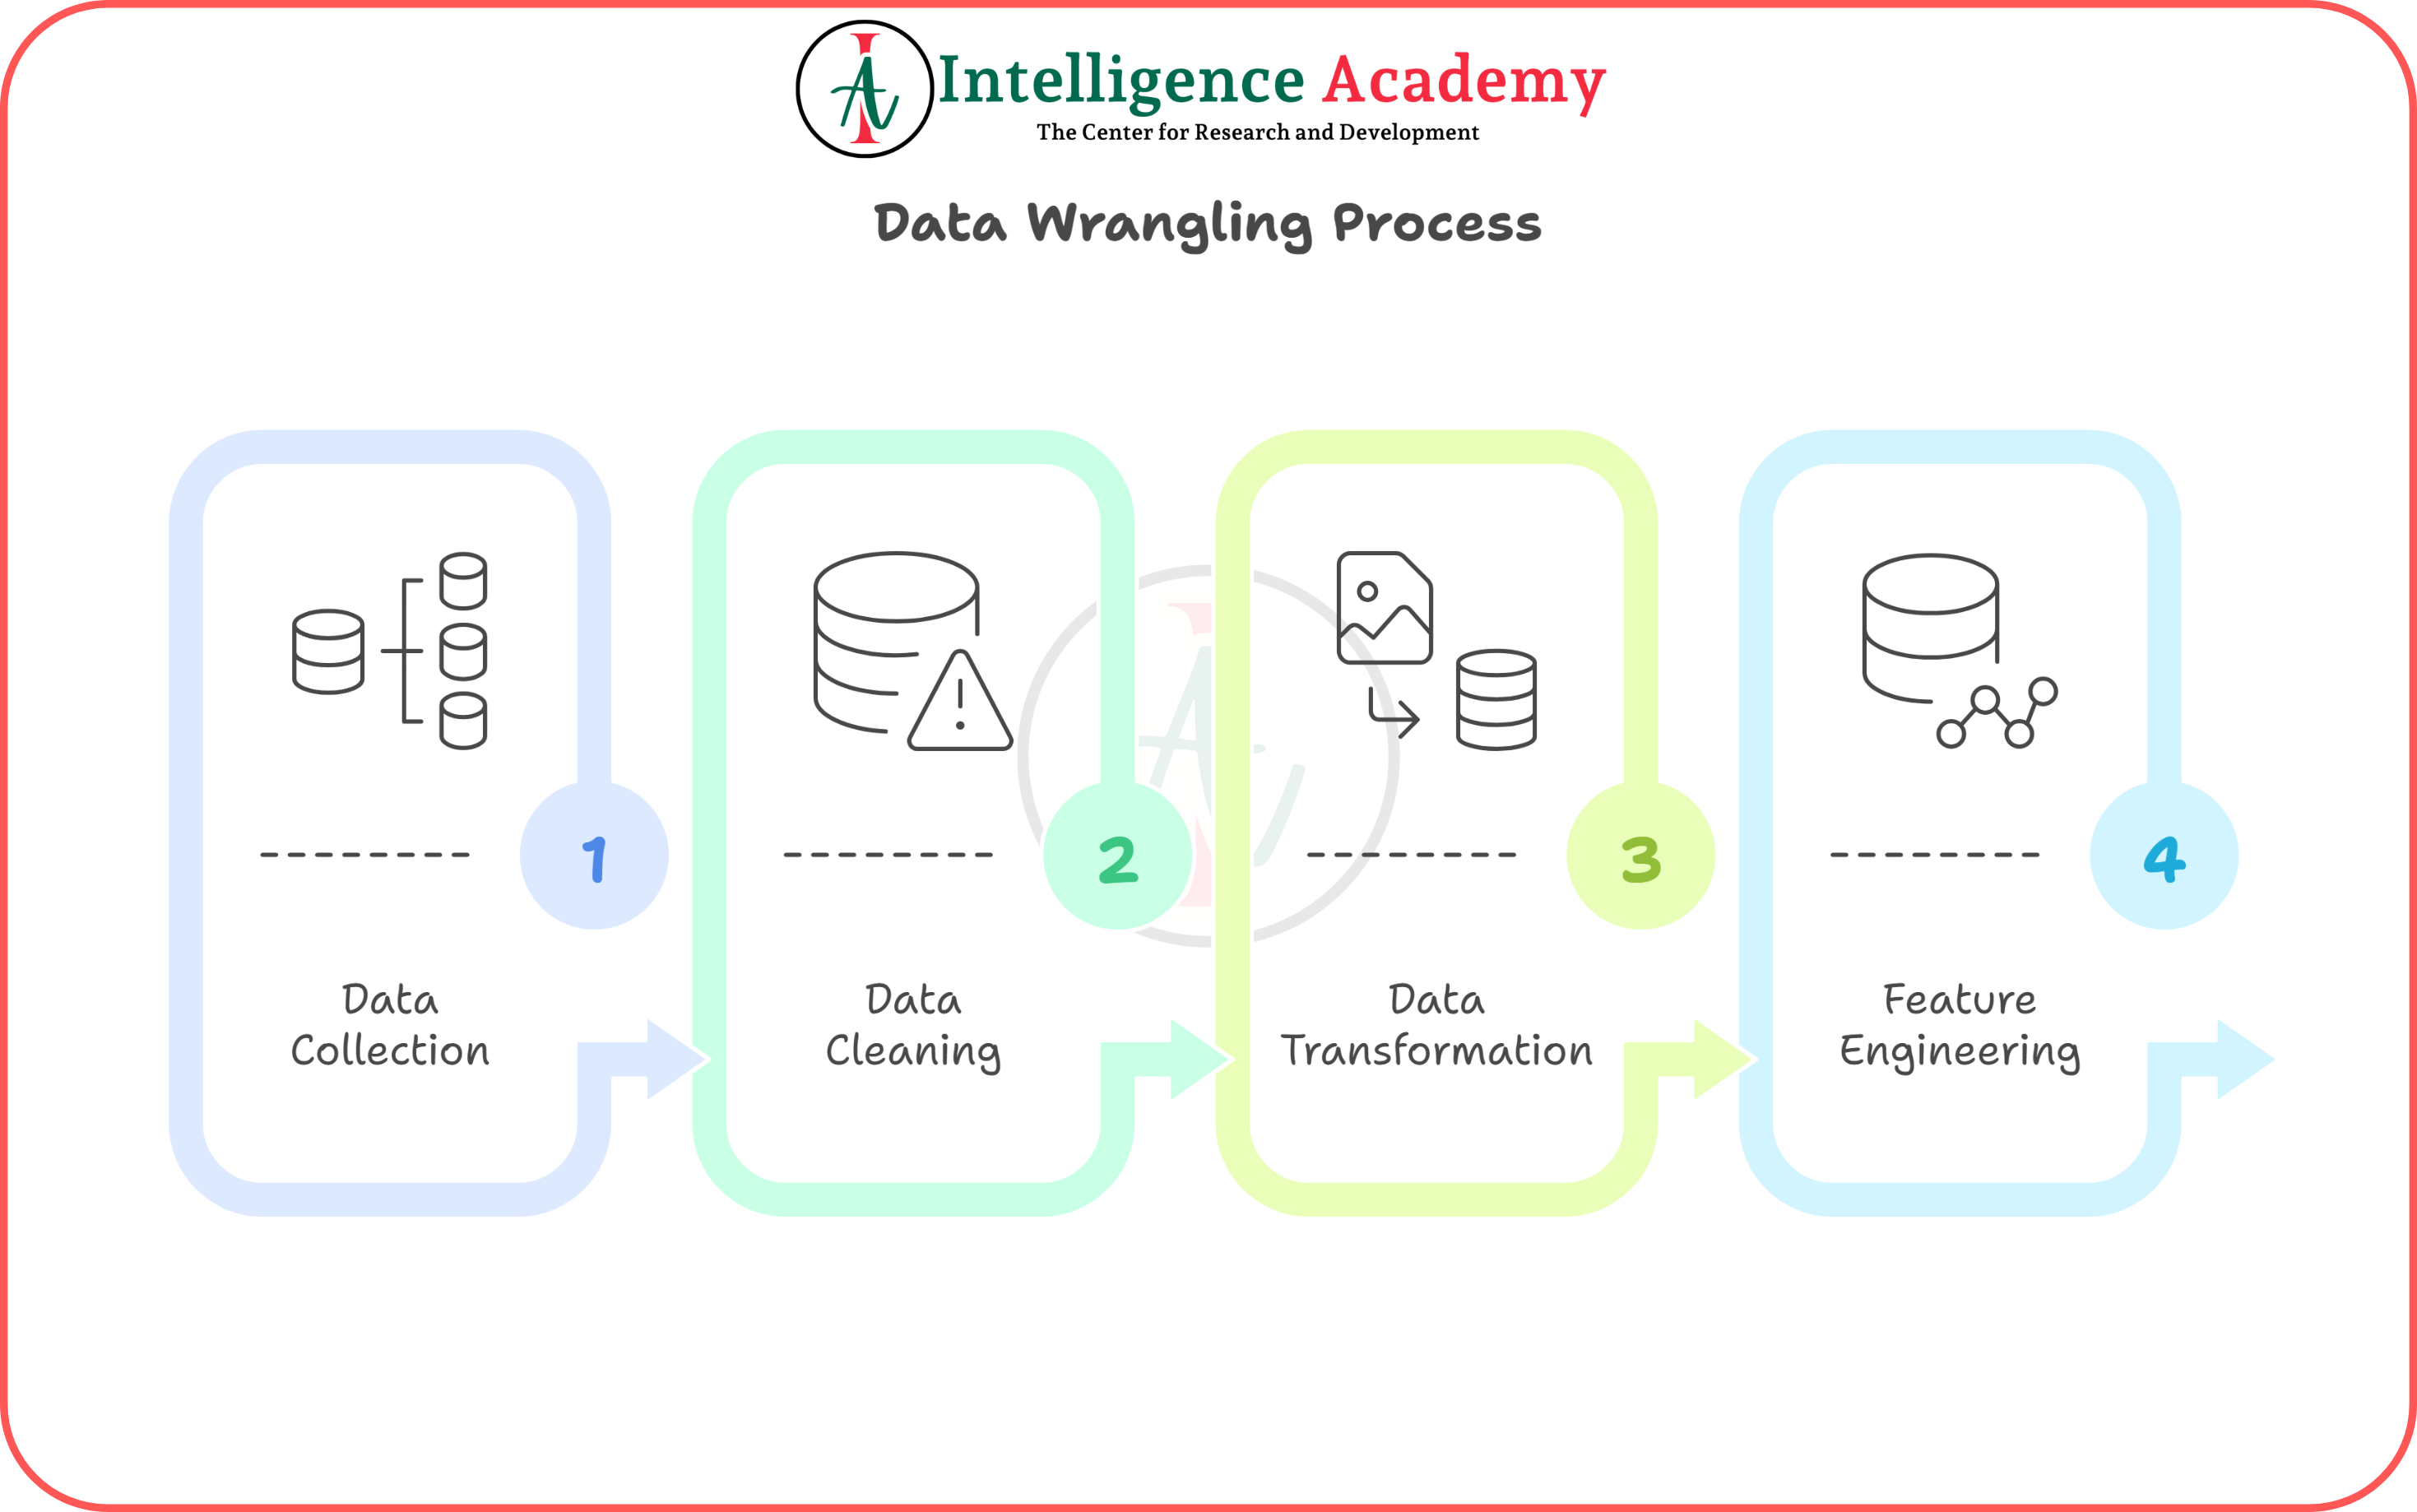 Intelligence Academy
The Center for Research and Development
Data Wrangling Process
1
2
3
4
Data
Collection
Data
Cleaning
Data
Transformation
Feature
Engineering